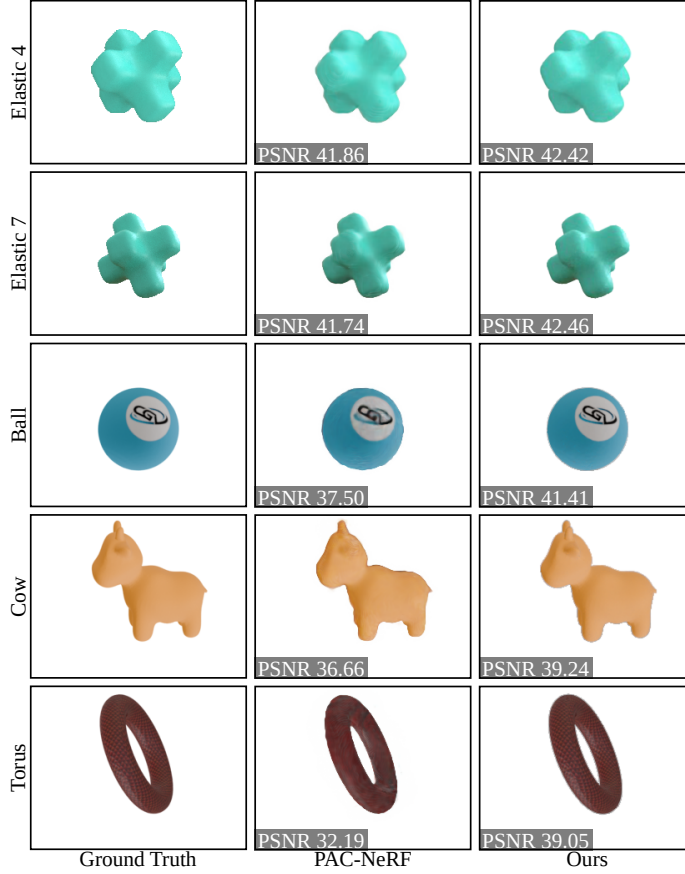 Elastic 4
PSNR 41.86
PSNR 42.42
Elastic 7
PSNR 41.74
PSNR 42.46
Ball
PSNR 37.50
PSNR 41.41
Cow
PSNR 36.66
PSNR 39.24
Torus
PSNR 32.19
PSNR 39.05
Ground Truth
PAC-NeRF
Ours